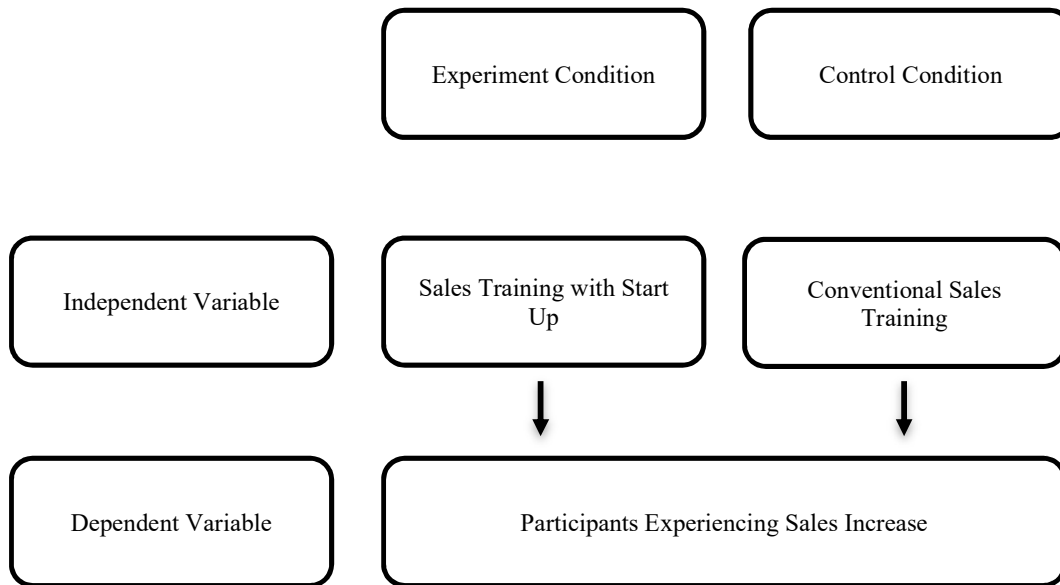 Experiment Condition
Control Condition
Independent Variable
Sales Training with Start
Up
Conventional Sales
Training
Dependent Variable
Participants Experiencing Sales Increase